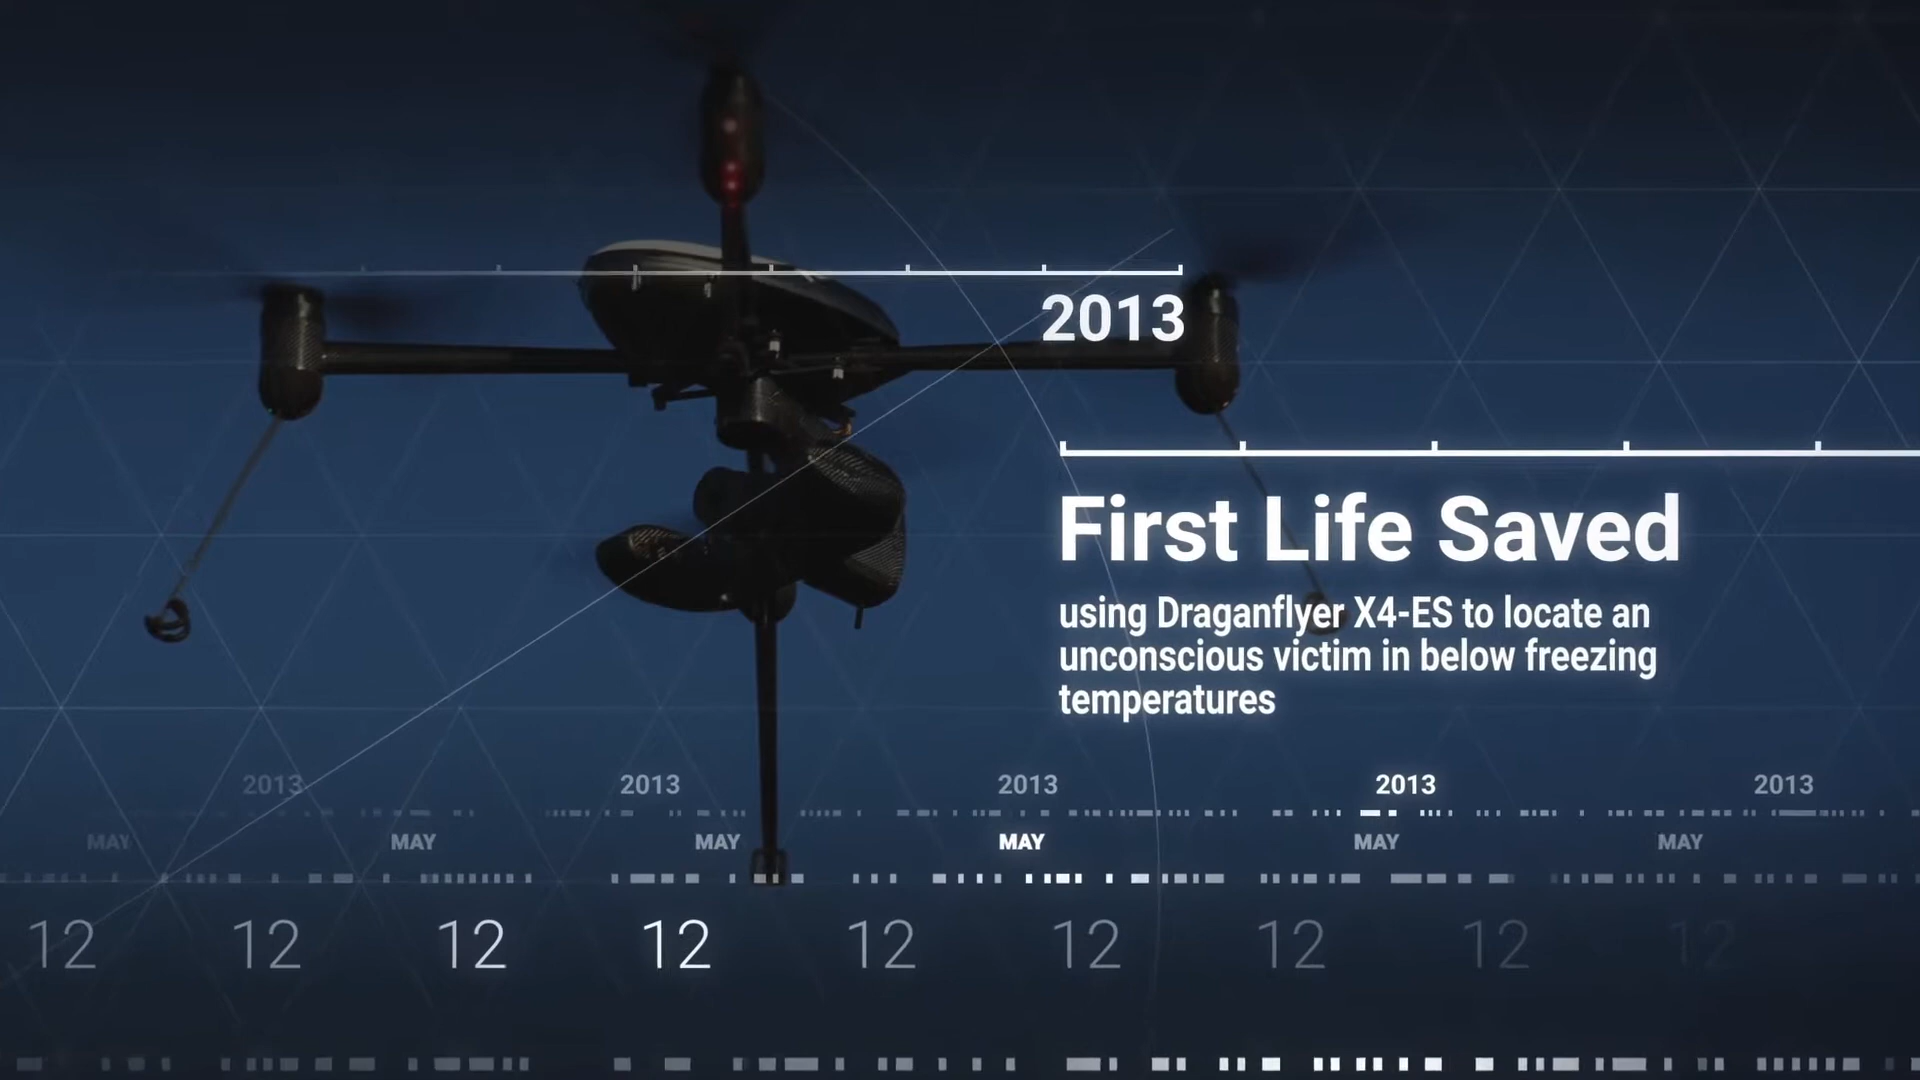 2013
First Life Saved
using Draganflyer X4-ES to locate an
unconscious victim in below freezing
temperatures
2013 2013 2013 2013 2013
MAY MAY MAY MAY MAY MAY
12 12 12 12 12 12 12 12 12